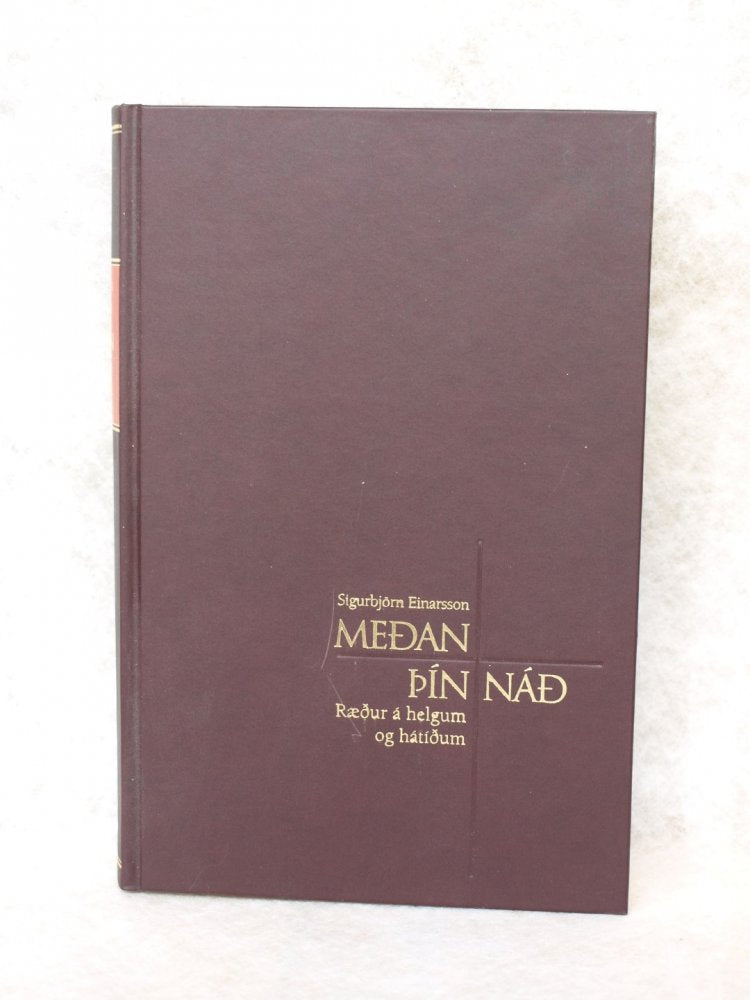 Sigurbjörn Einarsson
MEÐAN
ÞÍN NÁÐ
Ræður á helgum
og hátíðum